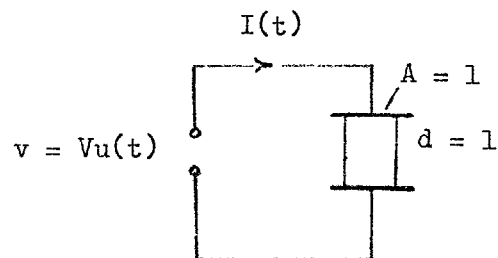 I(t)
A = 1
v = Vu(t)
d = 1